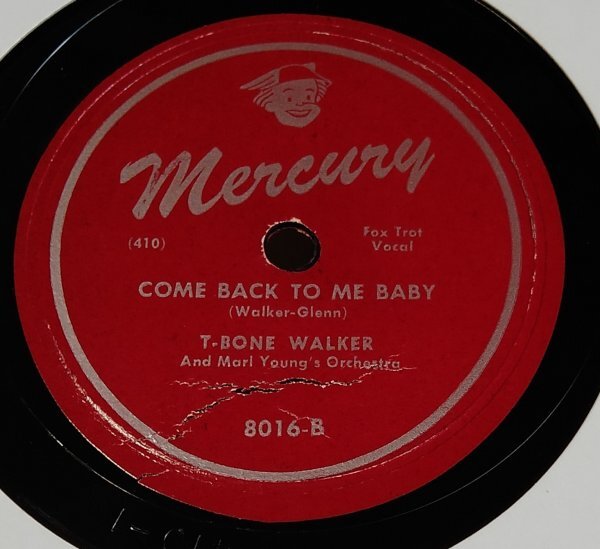 Mercury
(410)
Fox Trot
Vocal
COME BACK TO ME BABY
(Walker-Glenn)
T-BONE WALKER
And Marl Young's Orchestra
8016-B